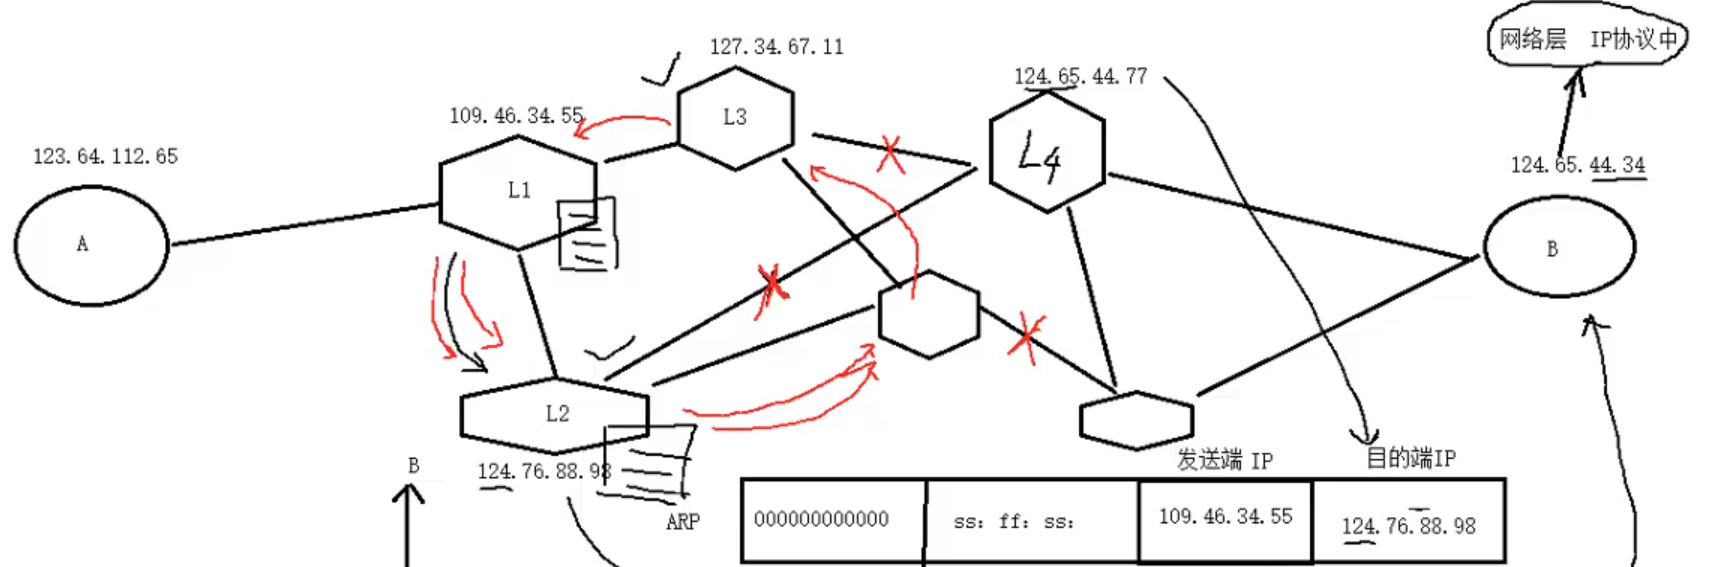 网络层 IP协议中
127.34.67.11
124.65.44.77
109.46.34.55
L3
123.64.112.65
L4
124.65.44.34
L1
A
B
L2
发送端 IP
目的端IP
B
124.76.88.98
ARP
000000000000
ss: ff: ss:
109.46.34.55
124.76.88.98